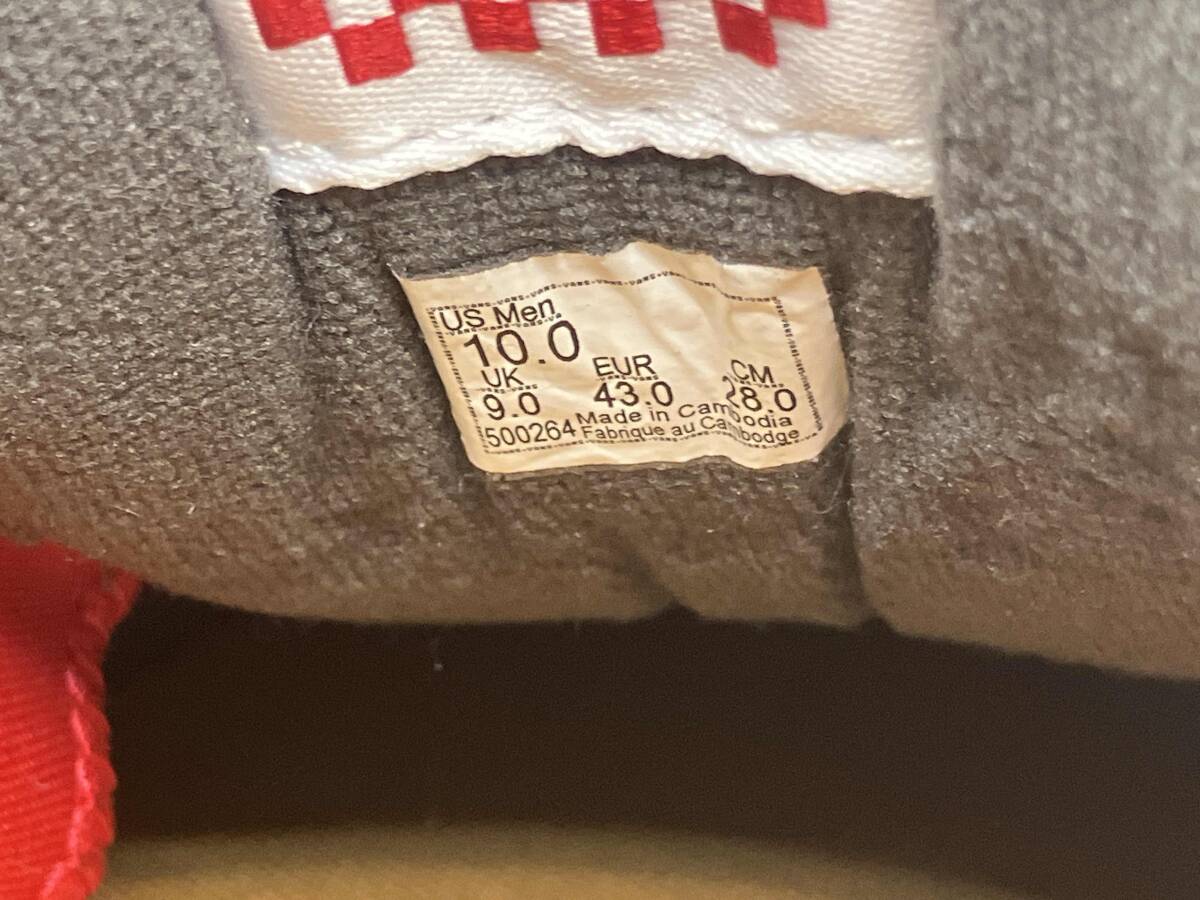 US Men
10.0
UK EUR CM
9.0 43.0 28.0
500264 Made in Cambodia
Fabrique au Cambodge